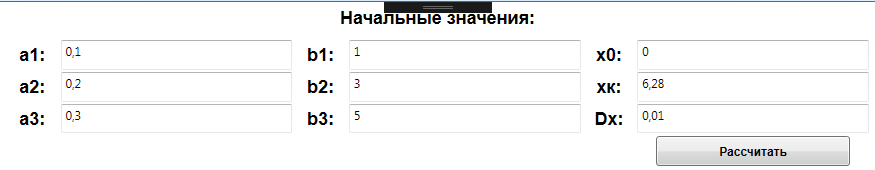 Начальные значения:
a1: 0,1 b1: 1 x0: 0
a2: 0,2 b2: 3 хк: 6,28
a3: 0,3 b3: 5 Dx: 0,01
Рассчитать